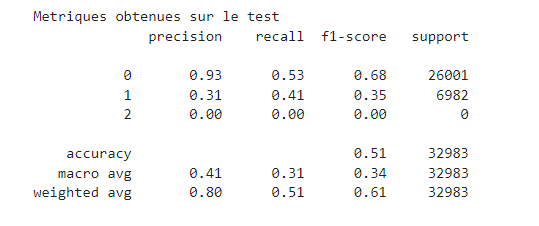 Metriques obtenues sur le test
precision recall f1-score support
0 0.93 0.53 0.68 26001
1 0.31 0.41 0.35 6982
2 0.00 0.00 0.00 0
accuracy 0.51 32983
macro avg 0.41 0.31 0.34 32983
weighted avg 0.80 0.51 0.61 32983